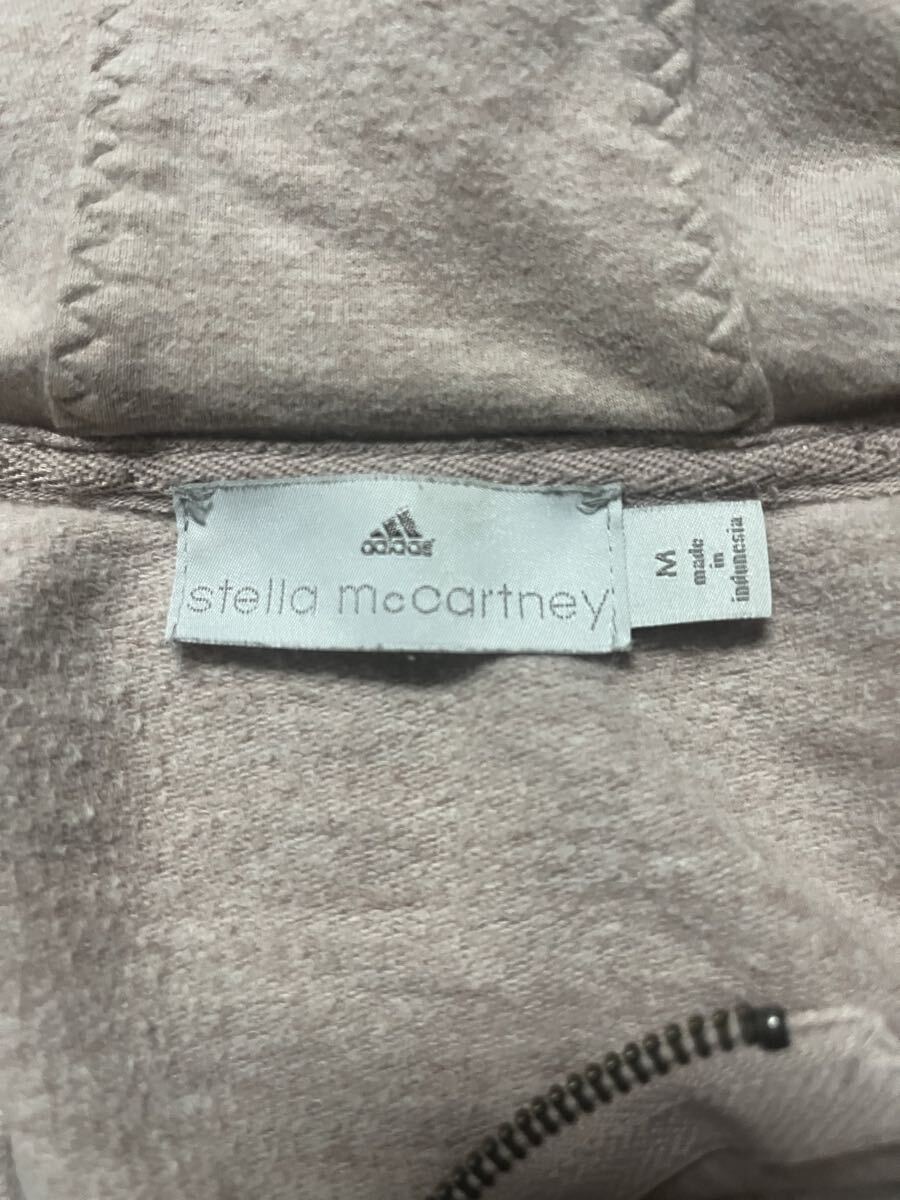 adidas
stella mccartney
M
made
in
indonesia